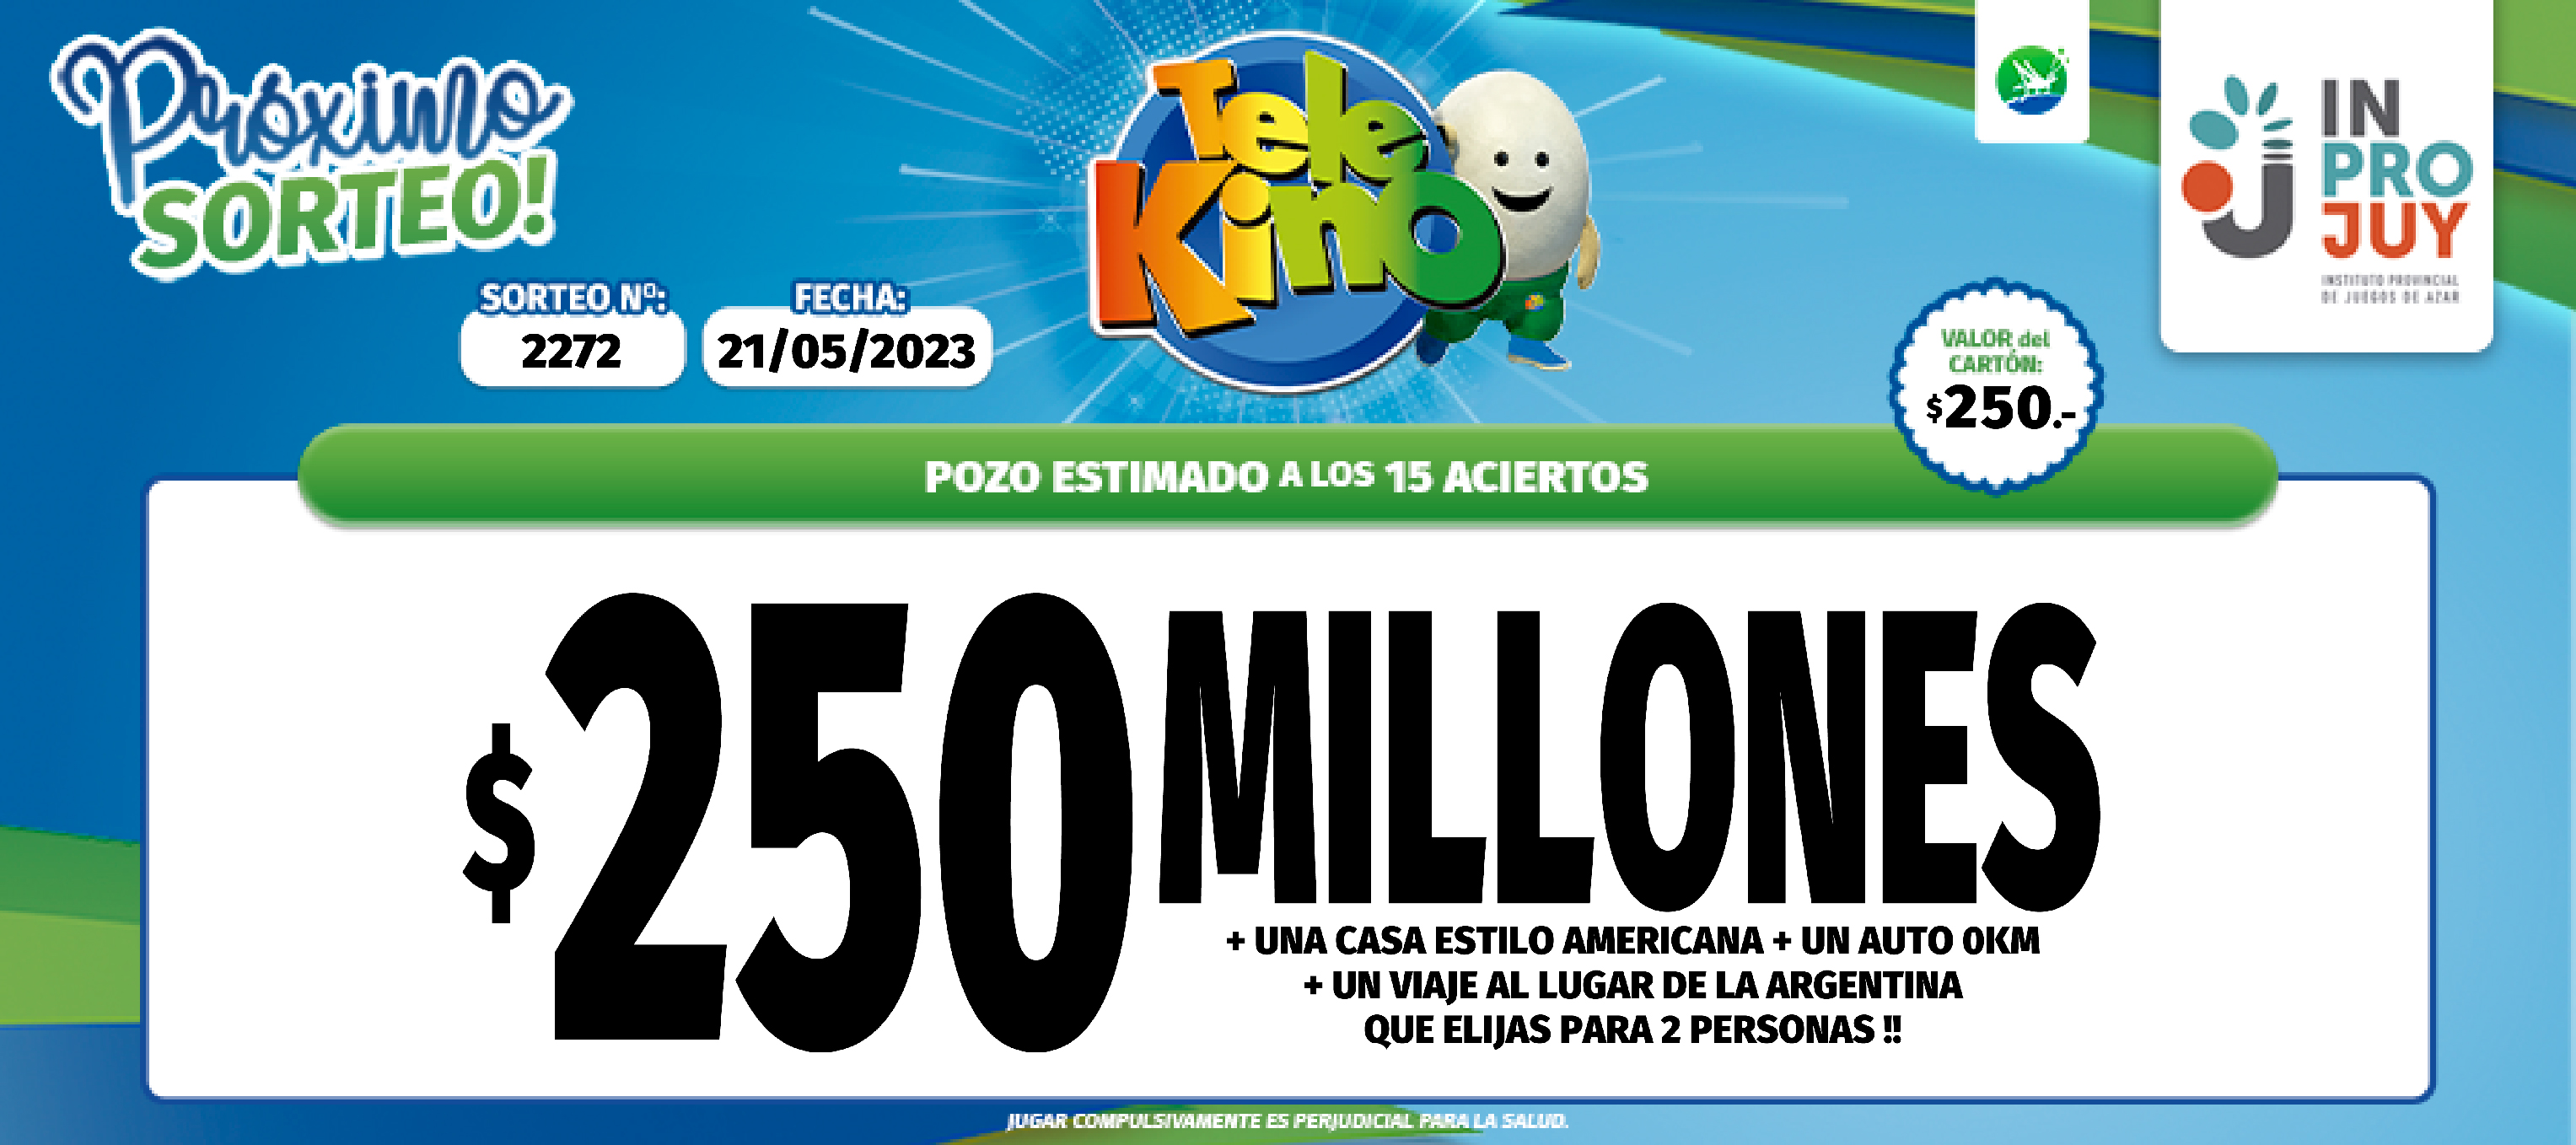 Próximo
SORTEO!
SORTEO Nº:
2272
FECHA:
21/05/2023
Tele
Kino
IN
PRO
JUY
INSTITUTO PROVINCIAL
DE JUEGOS DE AZAR
VALOR del
CARTÓN:
$250.-
POZO ESTIMADO A LOS 15 ACIERTOS
$250 MILLONES
+ UNA CASA ESTILO AMERICANA + UN AUTO 0KM
+ UN VIAJE AL LUGAR DE LA ARGENTINA
QUE ELIJAS PARA 2 PERSONAS !!
JUGAR COMPULSIVAMENTE ES PERJUDICIAL PARA LA SALUD.